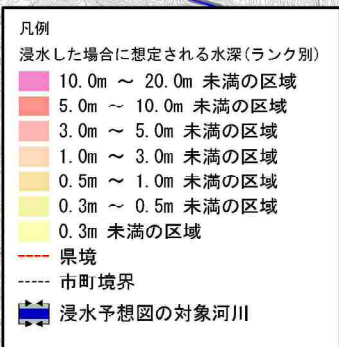 凡例
浸水した場合に想定される水深(ランク別)
10.0m ～ 20.0m 未満の区域
5.0m ～ 10.0m 未満の区域
3.0m ～ 5.0m 未満の区域
1.0m ～ 3.0m 未満の区域
0.5m ～ 1.0m 未満の区域
0.3m ～ 0.5m 未満の区域
0.3m 未満の区域
県境
市町境界
浸水予想図の対象河川